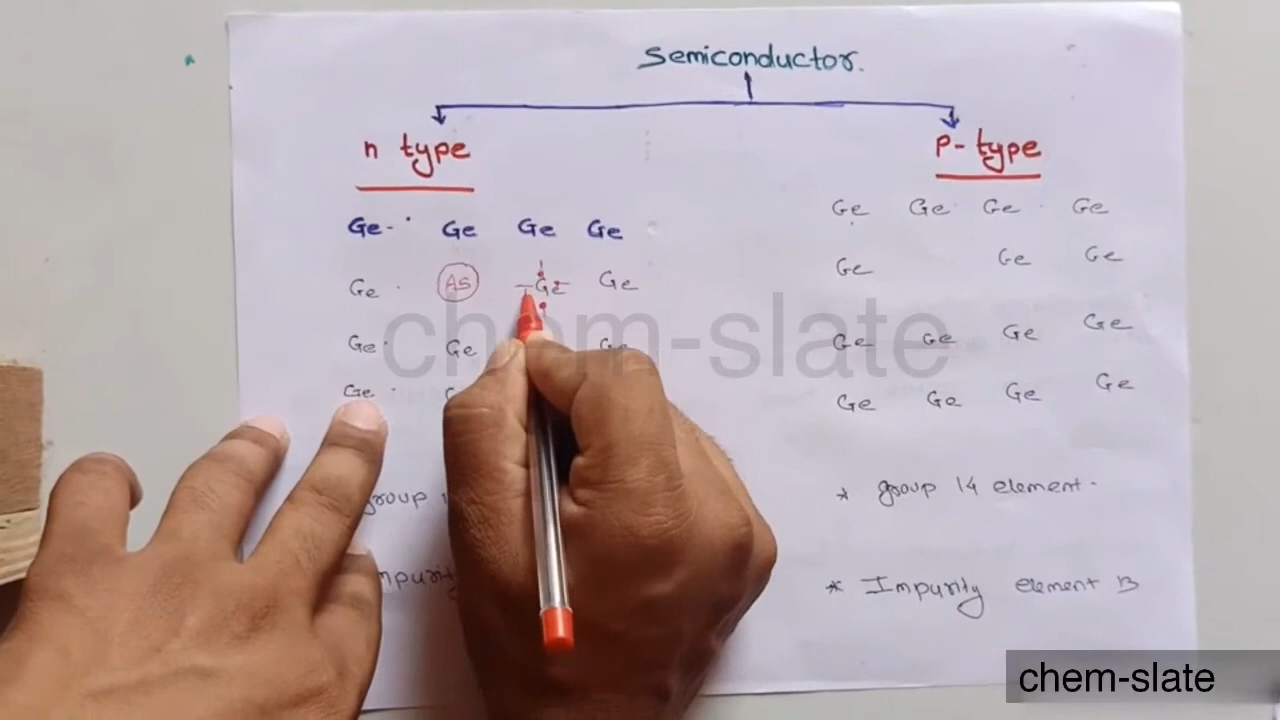 Semiconductor.
n type
P-type
Ge Ge Ge Ge
Ge As Ge Ge
Ge Ge Ge
Ge
Ge Ge Ge Ge
Ge Ge Ge
Ge Ge Ge Ge
Ge Ge Ge Ge
group
* group 14 element.
* Impurity element 13
chem-slate
chem-slate